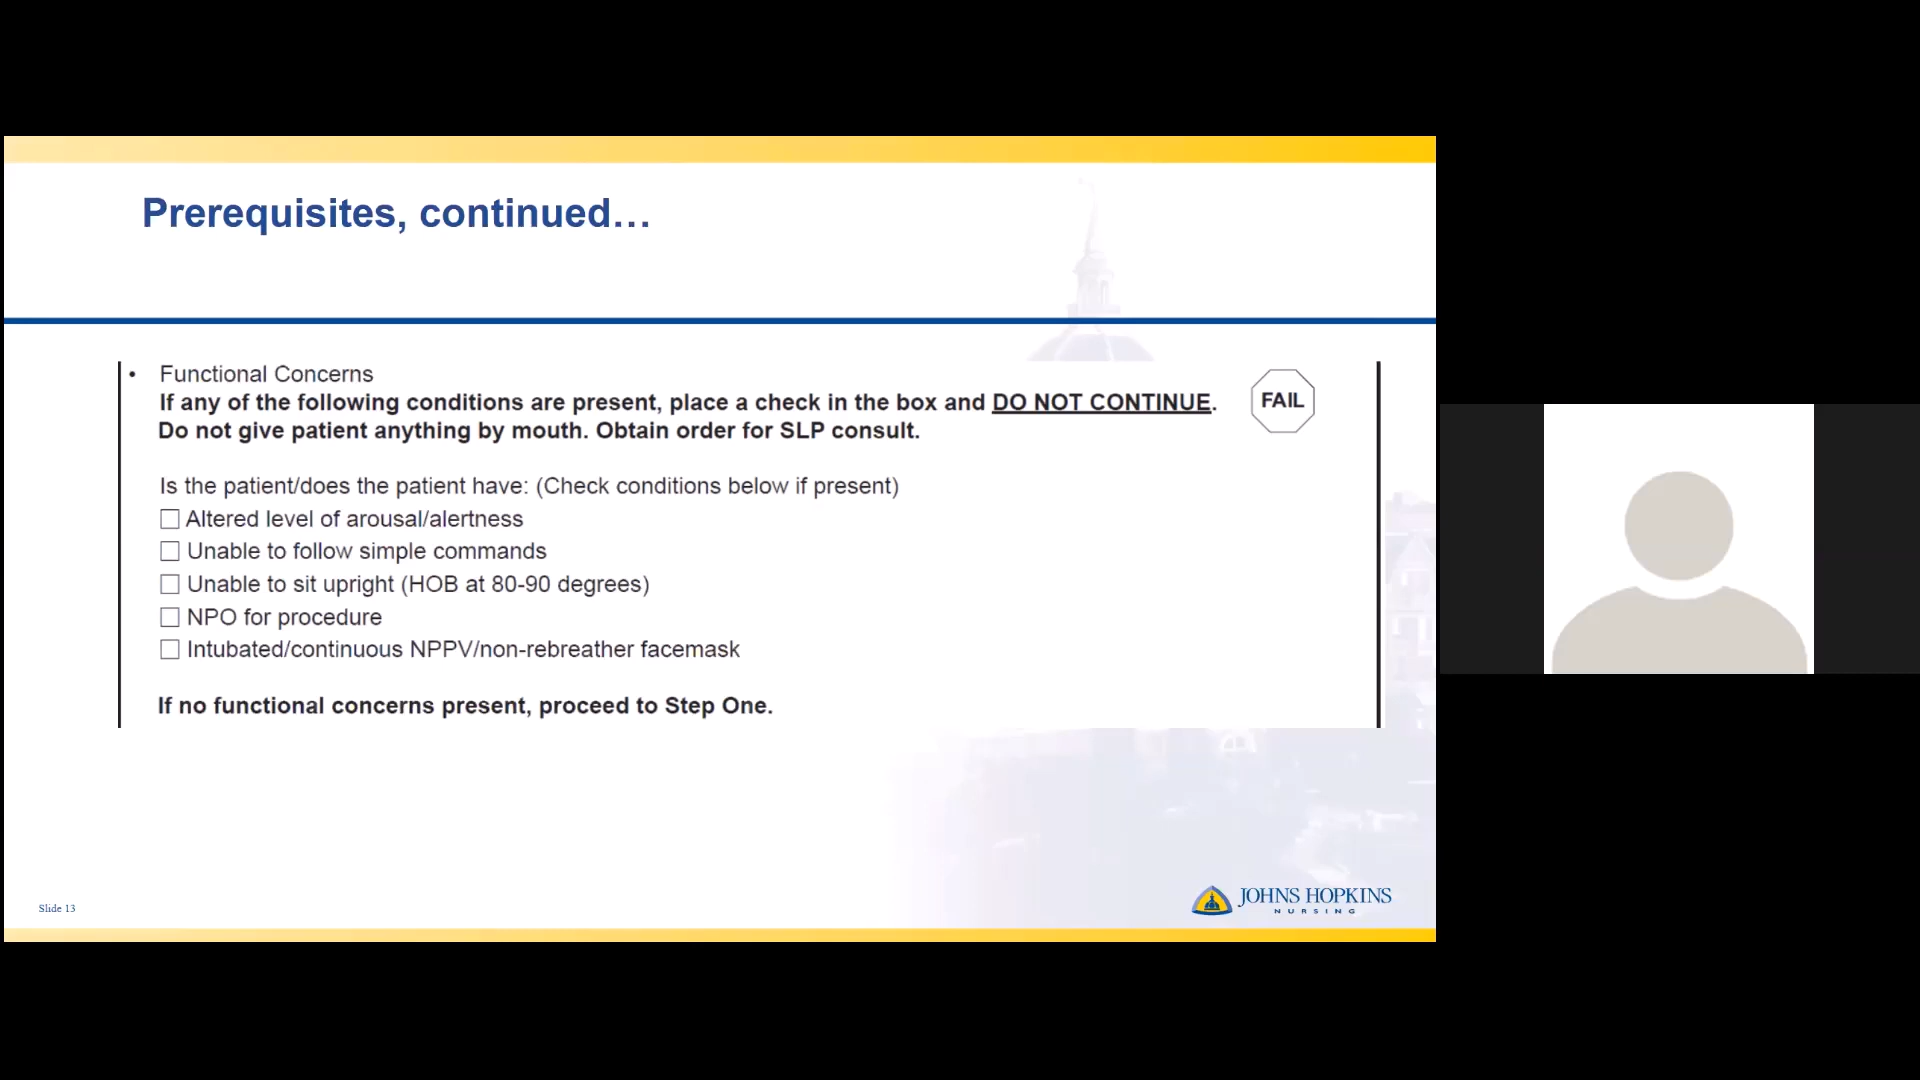 Prerequisites, continued…
• Functional Concerns
If any of the following conditions are present, place a check in the box and DO NOT CONTINUE.
FAIL
Do not give patient anything by mouth. Obtain order for SLP consult.
Is the patient/does the patient have: (Check conditions below if present)
☐ Altered level of arousal/alertness
☐ Unable to follow simple commands
☐ Unable to sit upright (HOB at 80-90 degrees)
☐ NPO for procedure
☐ Intubated/continuous NPPV/non-rebreather facemask
If no functional concerns present, proceed to Step One.
Slide 13
JOHNS HOPKINS
NURSING